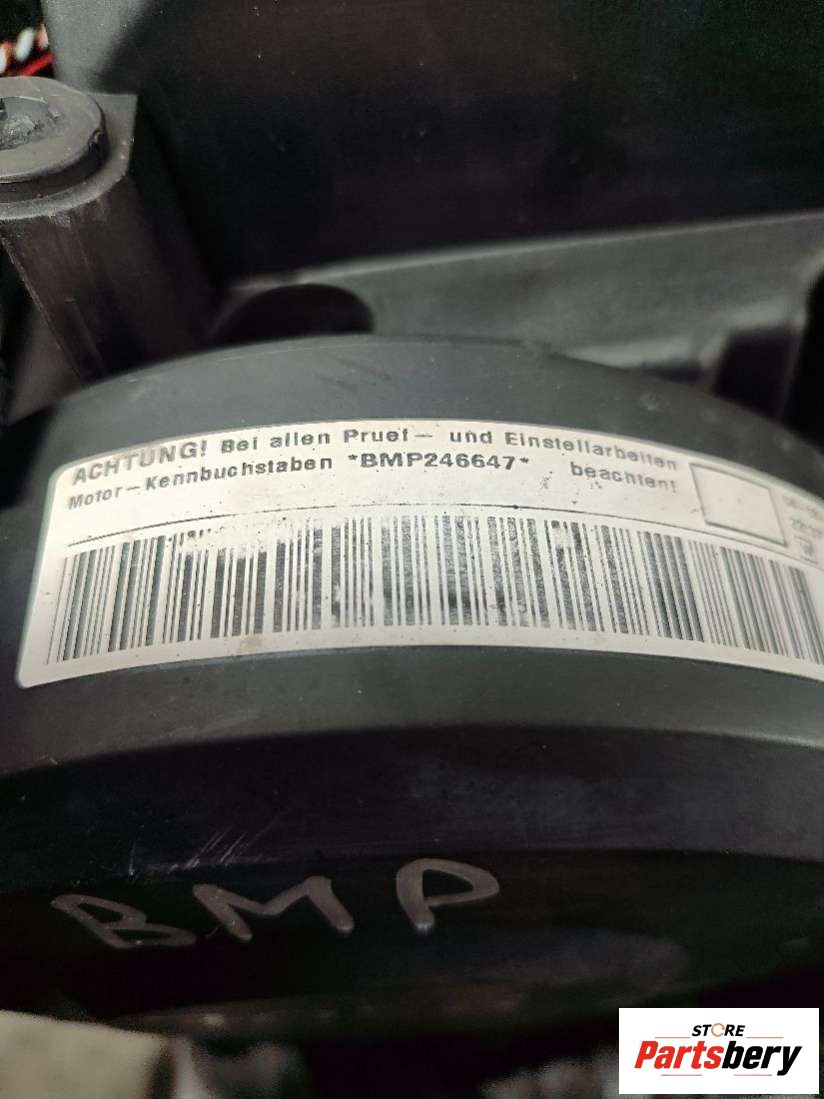 ACHTUNG! Bei allen Pruef- und Einstellarbeiten
Motor-Kennbuchstaben *BMP246647* beachten!
BMP
STORE
Partsbery